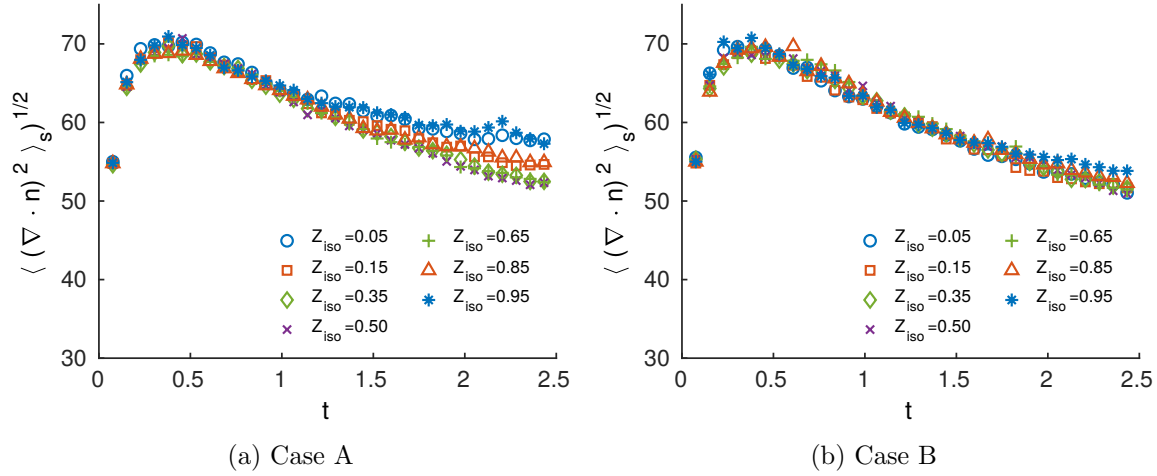 ⟨ (∇ · n) ² ⟩ₛ)^{1/2}
70
60
50
40
30
0 0.5 1 1.5 2 2.5
t
Z_iso=0.05 Z_iso=0.65
Z_iso=0.15 Z_iso=0.85
Z_iso=0.35 Z_iso=0.95
Z_iso=0.50
(a) Case A
⟨ (∇ · n) ² ⟩ₛ)^{1/2}
70
60
50
40
30
0 0.5 1 1.5 2 2.5
t
Z_iso=0.05 Z_iso=0.65
Z_iso=0.15 Z_iso=0.85
Z_iso=0.35 Z_iso=0.95
Z_iso=0.50
(b) Case B